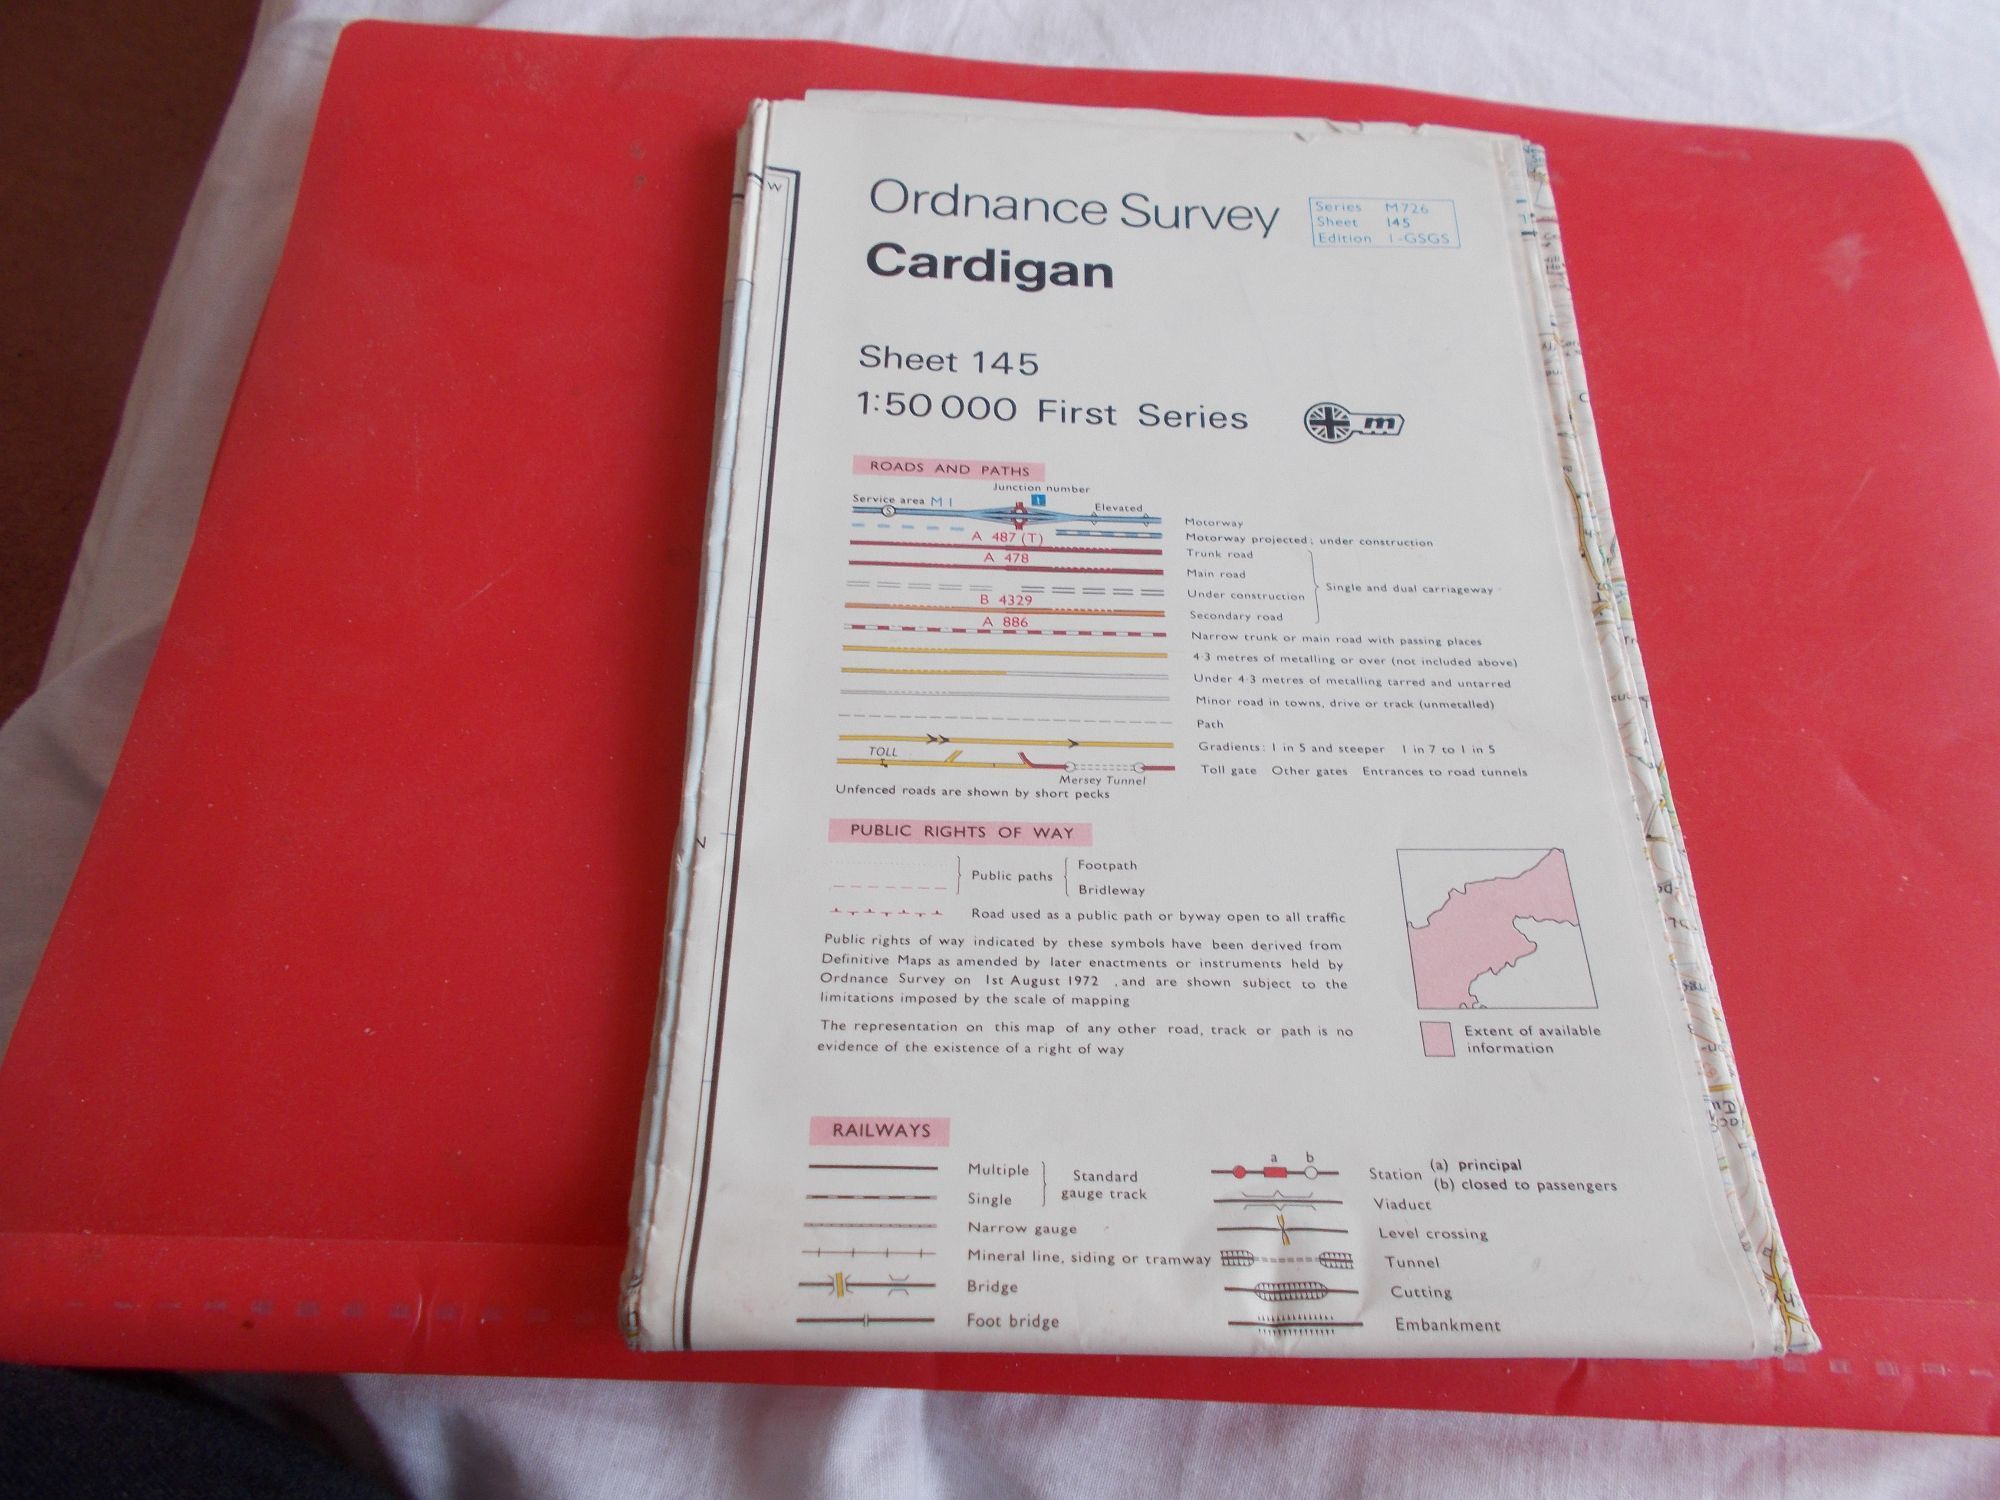 W
Ordnance Survey
Series M726
Sheet 145
Edition 1-GSGS
Cardigan
Sheet 145
1:50 000 First Series
m
ROADS AND PATHS
Junction number
Service area M 1
1
Elevated
S
Motorway
Motorway projected: under construction
A 487 (T)
Trunk road
A 478
Main road
Single and dual carriageway
Under construction
B 4329
Secondary road
A 886
Narrow trunk or main road with passing places
4·3 metres of metalling or over (not included above)
Under 4·3 metres of metalling tarred and untarred
Minor road in towns, drive or track (unmetalled)
Path
Gradients: 1 in 5 and steeper 1 in 7 to 1 in 5
TOLL
Toll gate Other gates Entrances to road tunnels
Mersey Tunnel
Unfenced roads are shown by short pecks
PUBLIC RIGHTS OF WAY
Public paths
Footpath
Bridleway
Road used as a public path or byway open to all traffic
Public rights of way indicated by these symbols have been derived from
Definitive Maps as amended by later enactments or instruments held by
Ordnance Survey on 1st August 1972 , and are shown subject to the
limitations imposed by the scale of mapping
The representation on this map of any other road, track or path is no
evidence of the existence of a right of way
Extent of available
information
RAILWAYS
Multiple
Single
Standard
gauge track
Narrow gauge
Mineral line, siding or tramway
Bridge
Foot bridge
a b
Station (a) principal
(b) closed to passengers
Viaduct
Level crossing
Tunnel
Cutting
Embankment